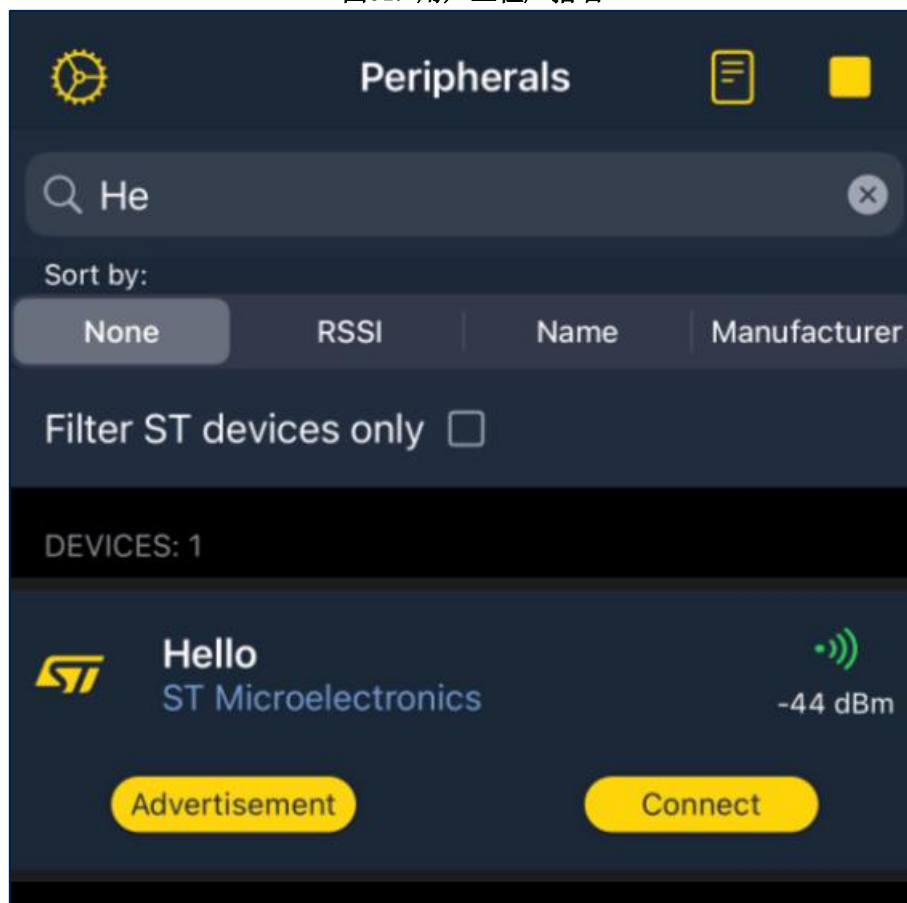 Peripherals
He
Sort by:
None RSSI Name Manufacturer
Filter ST devices only
DEVICES: 1
Hello
ST Microelectronics
-44 dBm
Advertisement Connect